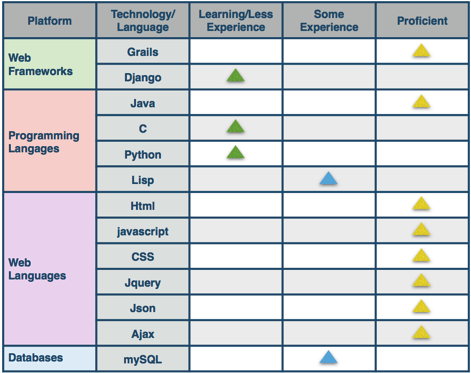 Platform
Technology/
Language
Learning/Less
Experience
Some
Experience
Proficient
Web
Frameworks
Grails
Django
Programming
Langages
Java
C
Python
Lisp
Web
Languages
Html
javascript
CSS
Jquery
Json
Ajax
Databases
mySQL